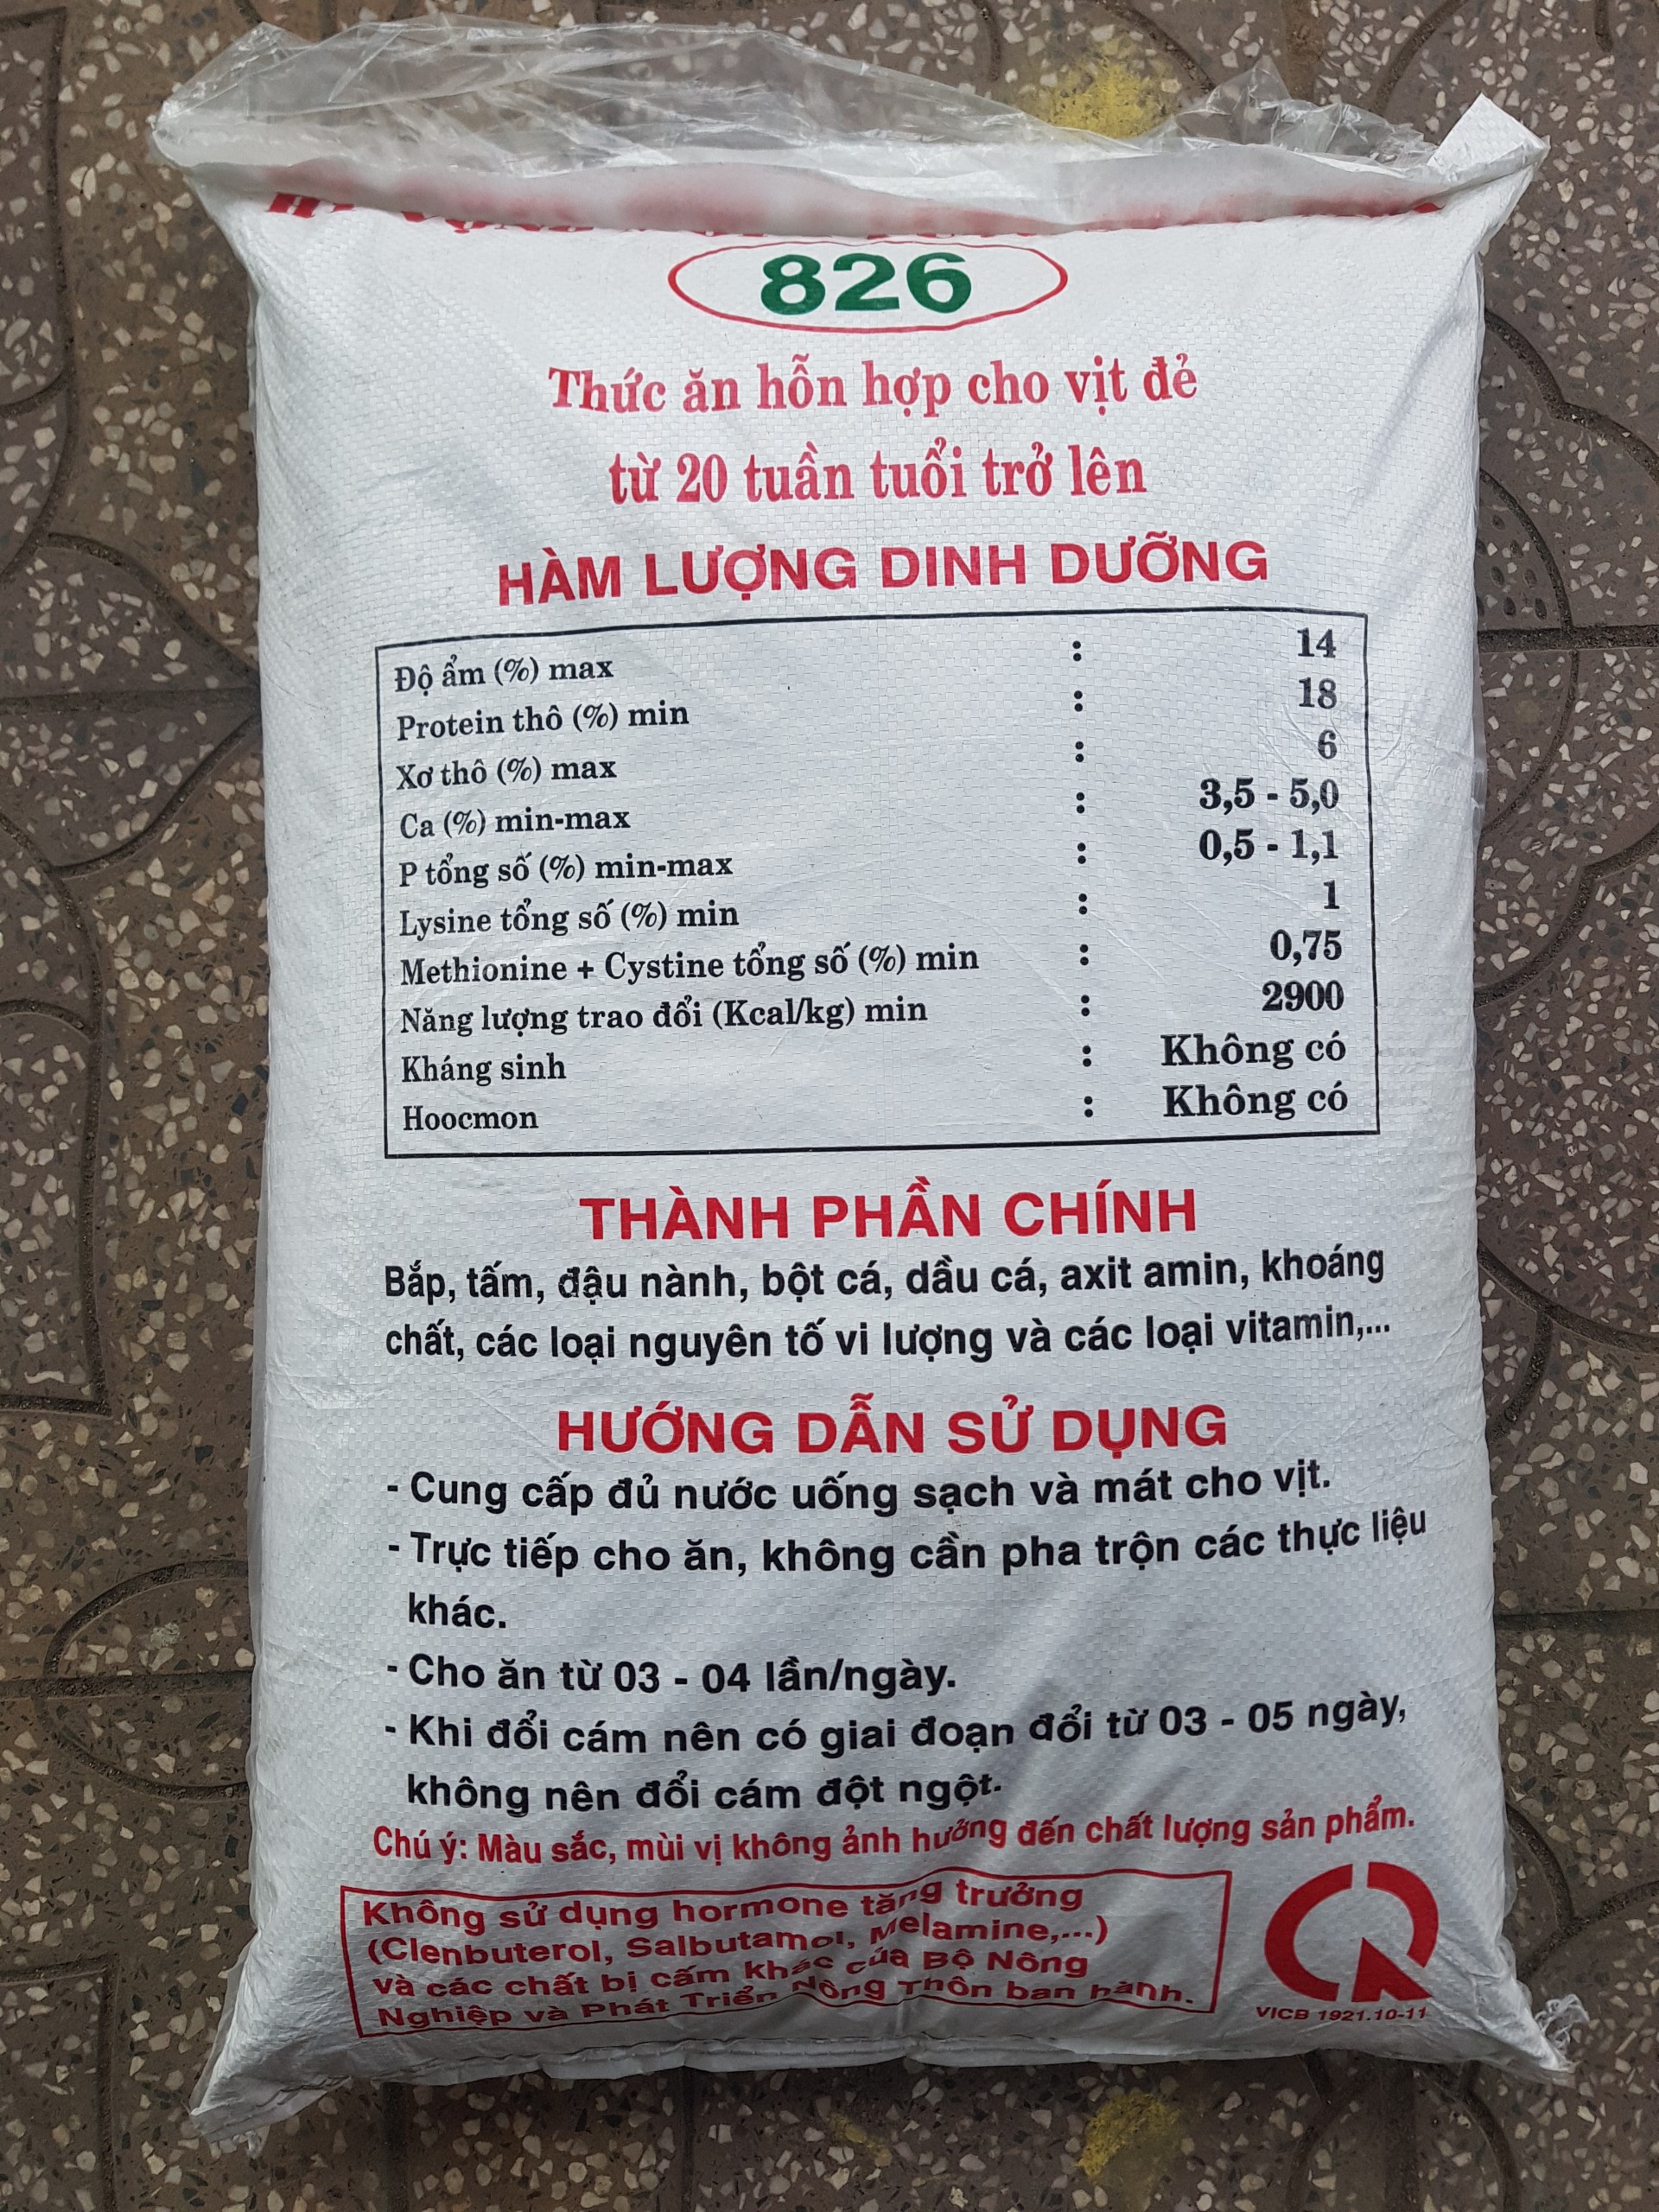 826
Thức ăn hỗn hợp cho vịt đẻ
từ 20 tuần tuổi trở lên
HÀM LƯỢNG DINH DƯỠNG
Độ ẩm (%) max : 14
Protein thô (%) min : 18
Xơ thô (%) max : 6
Ca (%) min-max : 3,5 - 5,0
P tổng số (%) min-max : 0,5 - 1,1
Lysine tổng số (%) min : 1
Methionine + Cystine tổng số (%) min : 0,75
Năng lượng trao đổi (Kcal/kg) min : 2900
Kháng sinh : Không có
Hoocmon : Không có
THÀNH PHẦN CHÍNH
Bắp, tấm, đậu nành, bột cá, dầu cá, axit amin, khoáng
chất, các loại nguyên tố vi lượng và các loại vitamin,...
HƯỚNG DẪN SỬ DỤNG
- Cung cấp đủ nước uống sạch và mát cho vịt.
- Trực tiếp cho ăn, không cần pha trộn các thực liệu
khác.
- Cho ăn từ 03 - 04 lần/ngày.
- Khi đổi cám nên có giai đoạn đổi từ 03 - 05 ngày,
không nên đổi cám đột ngột.
Chú ý: Màu sắc, mùi vị không ảnh hưởng đến chất lượng sản phẩm.
Không sử dụng hormone tăng trưởng
(Clenbuterol, Salbutamol, Melamine,...)
và các chất bị cấm khác của Bộ Nông
Nghiệp và Phát Triển Nông Thôn ban hành.
VICB 1921.10-11